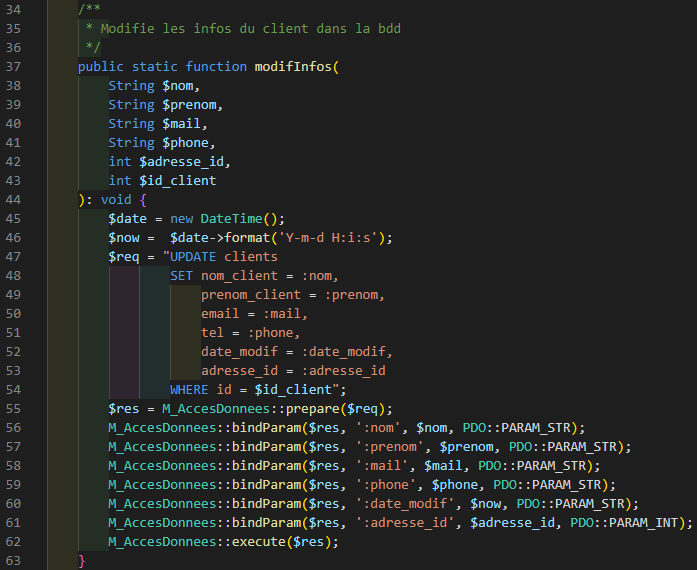 34 /**
35  * Modifie les infos du client dans la bdd
36  */
37 public static function modifInfos(
38     String $nom,
39     String $prenom,
40     String $mail,
41     String $phone,
42     int $adresse_id,
43     int $id_client
44 ): void {
45     $date = new DateTime();
46     $now =  $date->format('Y-m-d H:i:s');
47     $req = "UPDATE clients
48             SET nom_client = :nom,
49                 prenom_client = :prenom,
50                 email = :mail,
51                 tel = :phone,
52                 date_modif = :date_modif,
53                 adresse_id = :adresse_id
54             WHERE id = $id_client";
55     $res = M_AccesDonnees::prepare($req);
56     M_AccesDonnees::bindParam($res, ':nom', $nom, PDO::PARAM_STR);
57     M_AccesDonnees::bindParam($res, ':prenom', $prenom, PDO::PARAM_STR);
58     M_AccesDonnees::bindParam($res, ':mail', $mail, PDO::PARAM_STR);
59     M_AccesDonnees::bindParam($res, ':phone', $phone, PDO::PARAM_STR);
60     M_AccesDonnees::bindParam($res, ':date_modif', $now, PDO::PARAM_STR);
61     M_AccesDonnees::bindParam($res, ':adresse_id', $adresse_id, PDO::PARAM_INT);
62     M_AccesDonnees::execute($res);
63 }